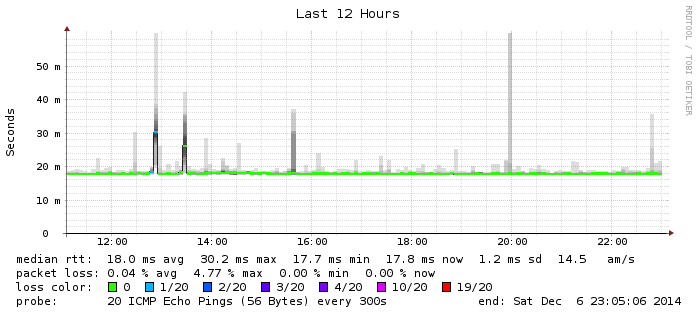 Last 12 Hours
RRDTOOL / TOBI OETIKER
Seconds
50 m
40 m
30 m
20 m
10 m
0
12:00 14:00 16:00 18:00 20:00 22:00
median rtt: 18.0 ms avg 30.2 ms max 17.7 ms min 17.8 ms now 1.2 ms sd 14.5 am/s
packet loss: 0.04 % avg 4.77 % max 0.00 % min 0.00 % now
loss color: 0 1/20 2/20 3/20 4/20 10/20 19/20
probe: 20 ICMP Echo Pings (56 Bytes) every 300s end: Sat Dec 6 23:05:06 2014